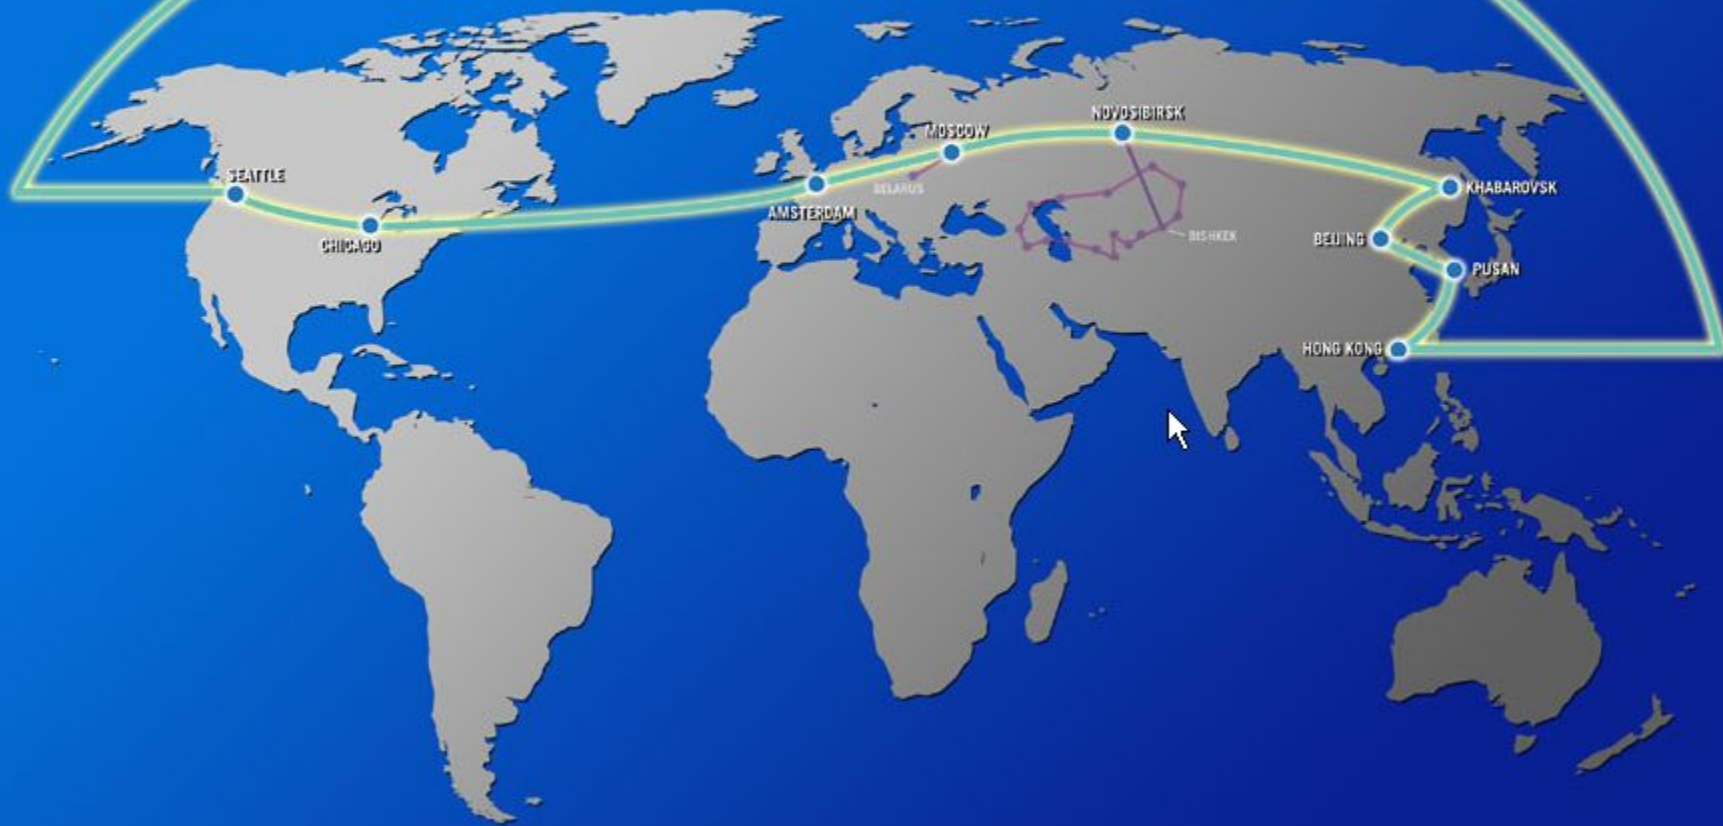 NOVOSIBIRSK
MOSCOW
SEATTLE
BELARUS
KHABAROVSK
AMSTERDAM
BISHKEK
BEIJING
CHICAGO
PUSAN
HONG KONG